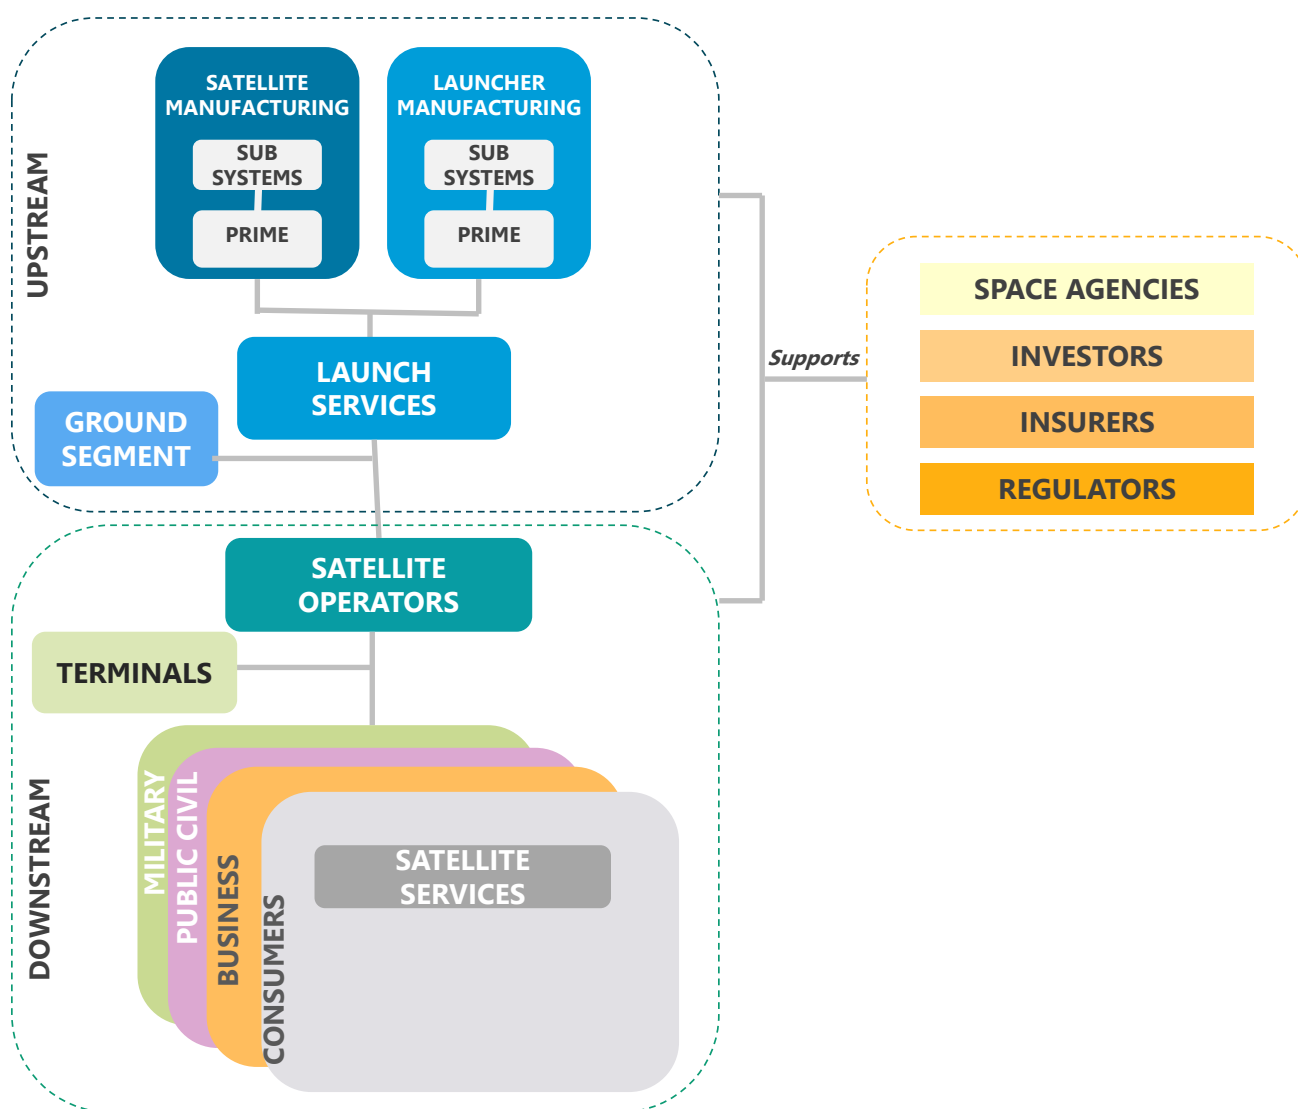 UPSTREAM
SATELLITE
MANUFACTURING
SUB
SYSTEMS
PRIME
LAUNCHER
MANUFACTURING
SUB
SYSTEMS
PRIME
LAUNCH
SERVICES
GROUND
SEGMENT
Supports
SPACE AGENCIES
INVESTORS
INSURERS
REGULATORS
DOWNSTREAM
SATELLITE
OPERATORS
TERMINALS
MILITARY
PUBLIC CIVIL
BUSINESS
CONSUMERS
SATELLITE
SERVICES